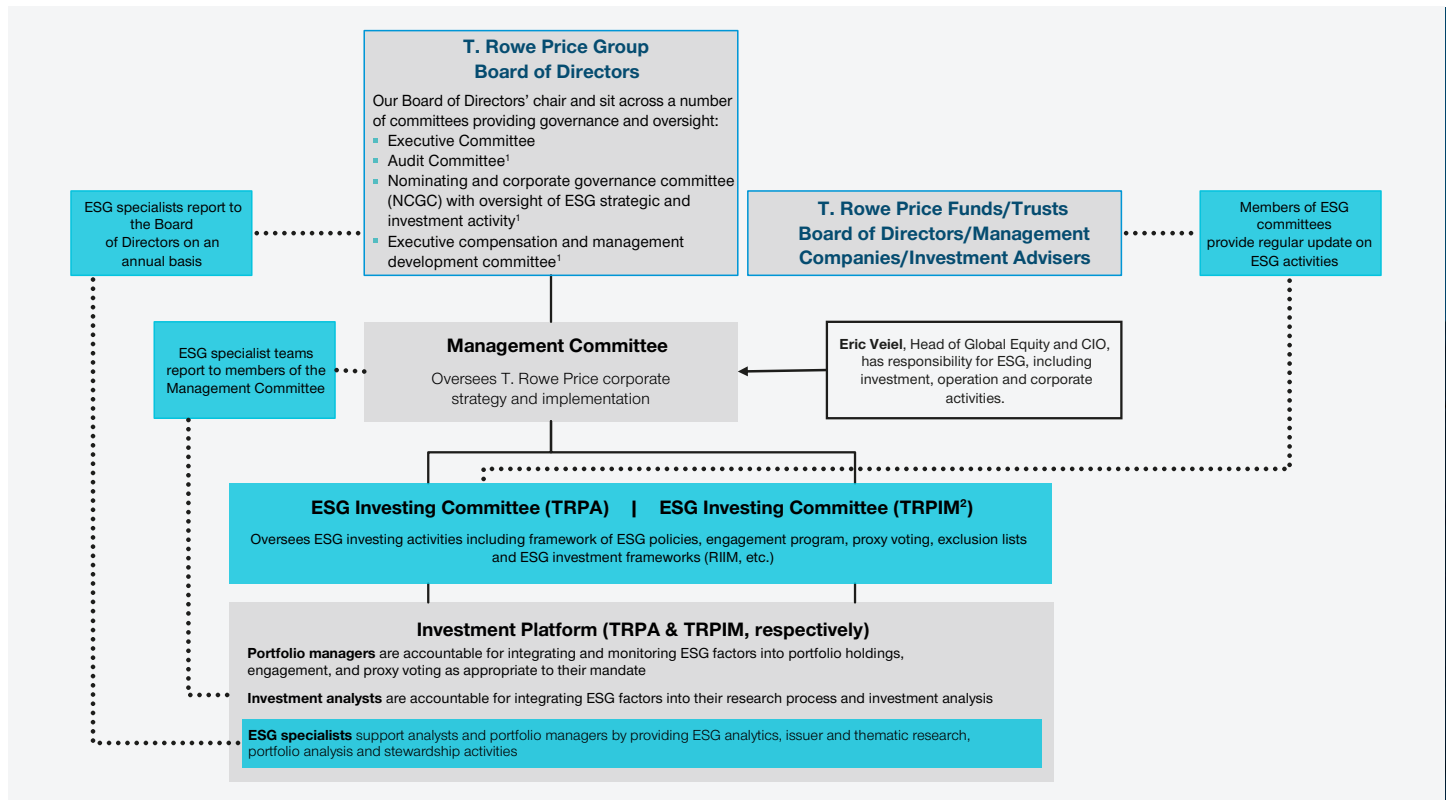 T. Rowe Price Group
Board of Directors
Our Board of Directors’ chair and sit across a number
of committees providing governance and oversight:
▪ Executive Committee
▪ Audit Committee¹
▪ Nominating and corporate governance committee
(NCGC) with oversight of ESG strategic and
investment activity¹
▪ Executive compensation and management
development committee¹
ESG specialists report to
the Board
of Directors on an
annual basis
T. Rowe Price Funds/Trusts
Board of Directors/Management
Companies/Investment Advisers
Members of ESG
committees
provide regular update on
ESG activities
ESG specialist teams
report to members of the
Management Committee
Management Committee
Oversees T. Rowe Price corporate
strategy and implementation
Eric Veiel, Head of Global Equity and CIO,
has responsibility for ESG, including
investment, operation and corporate
activities.
ESG Investing Committee (TRPA) | ESG Investing Committee (TRPIM²)
Oversees ESG investing activities including framework of ESG policies, engagement program, proxy voting, exclusion lists
and ESG investment frameworks (RIIM, etc.)
Investment Platform (TRPA & TRPIM, respectively)
Portfolio managers are accountable for integrating and monitoring ESG factors into portfolio holdings,
engagement, and proxy voting as appropriate to their mandate
Investment analysts are accountable for integrating ESG factors into their research process and investment analysis
ESG specialists support analysts and portfolio managers by providing ESG analytics, issuer and thematic research,
portfolio analysis and stewardship activities